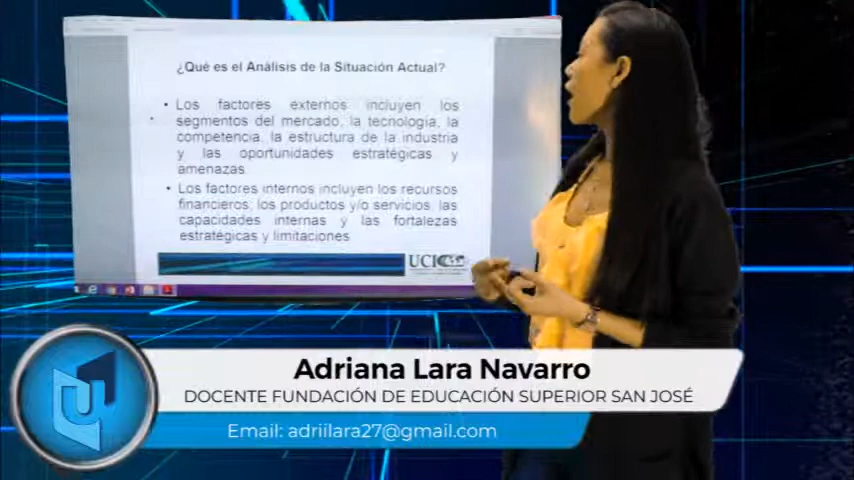 ¿Qué es el Análisis de la Situación Actual?
• Los factores externos incluyen los
segmentos del mercado, la tecnología, la
competencia, la estructura de la industria
y las oportunidades estratégicas y
amenazas.
• Los factores internos incluyen los recursos
financieros, los productos y/o servicios, las
capacidades internas y las fortalezas
estratégicas y limitaciones.
UCI
Adriana Lara Navarro
DOCENTE FUNDACIÓN DE EDUCACIÓN SUPERIOR SAN JOSÉ
Email: adriilara27@gmail.com